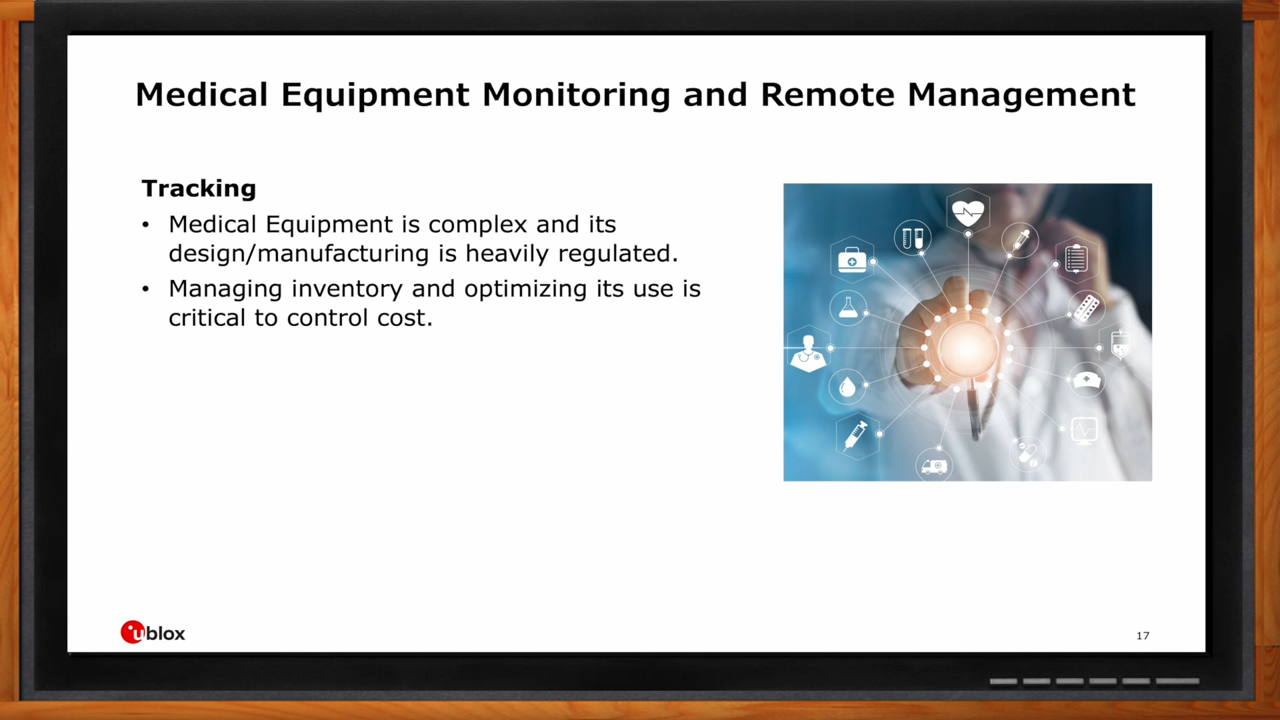 Medical Equipment Monitoring and Remote Management
Tracking
• Medical Equipment is complex and its
design/manufacturing is heavily regulated.
• Managing inventory and optimizing its use is
critical to control cost.
ublox
17